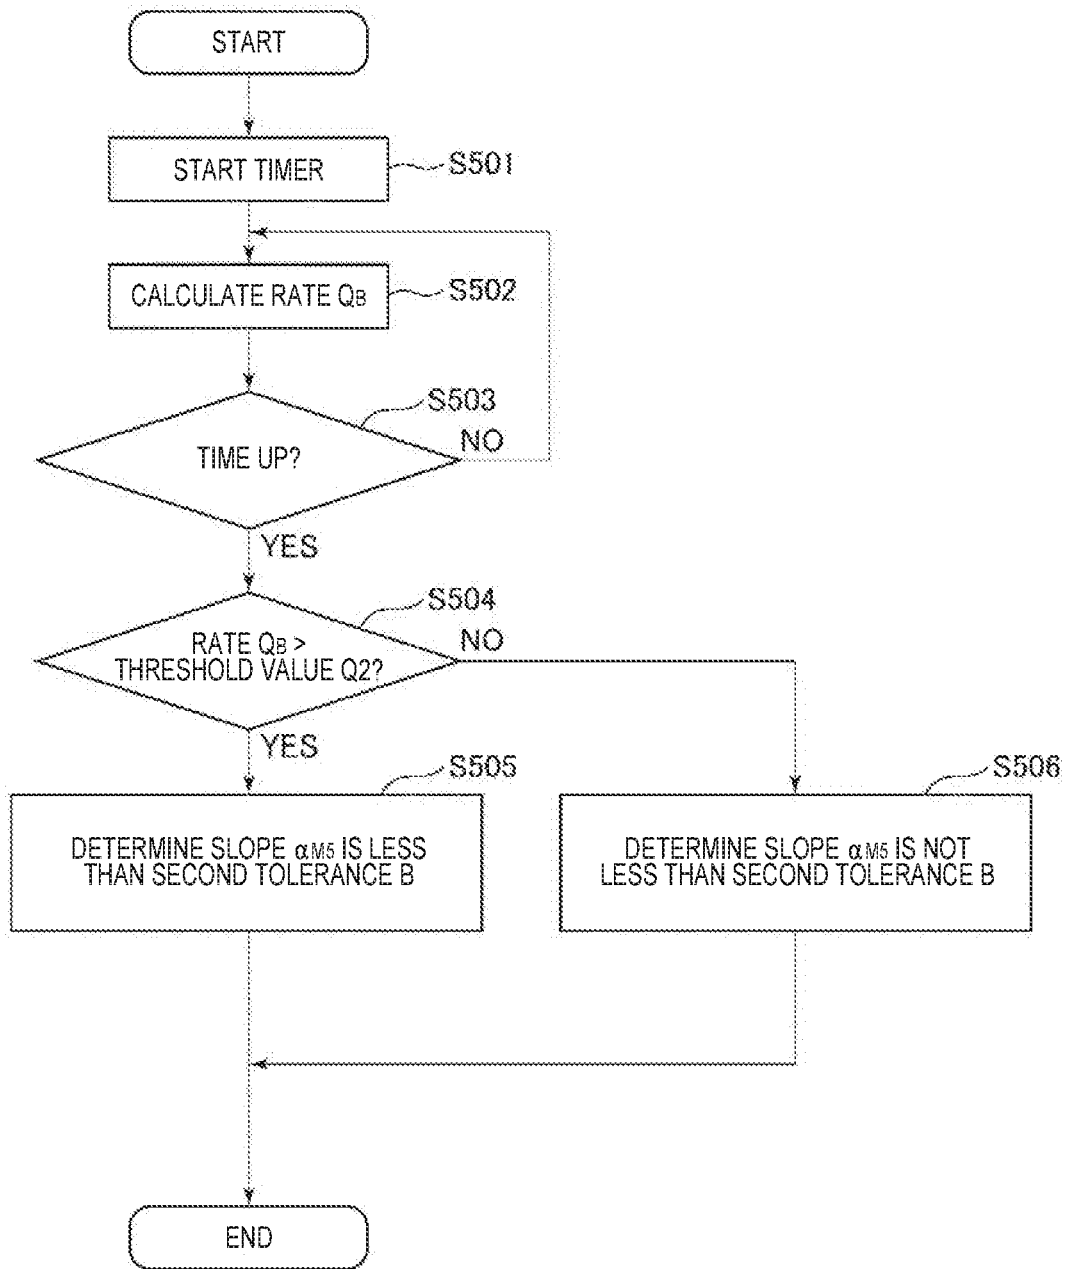 START
START TIMER
S501
CALCULATE RATE QB
S502
S503
TIME UP?
NO
YES
S504
RATE QB >
THRESHOLD VALUE Q2?
NO
YES
S505
DETERMINE SLOPE αM5 IS LESS
THAN SECOND TOLERANCE B
S506
DETERMINE SLOPE αM5 IS NOT
LESS THAN SECOND TOLERANCE B
END